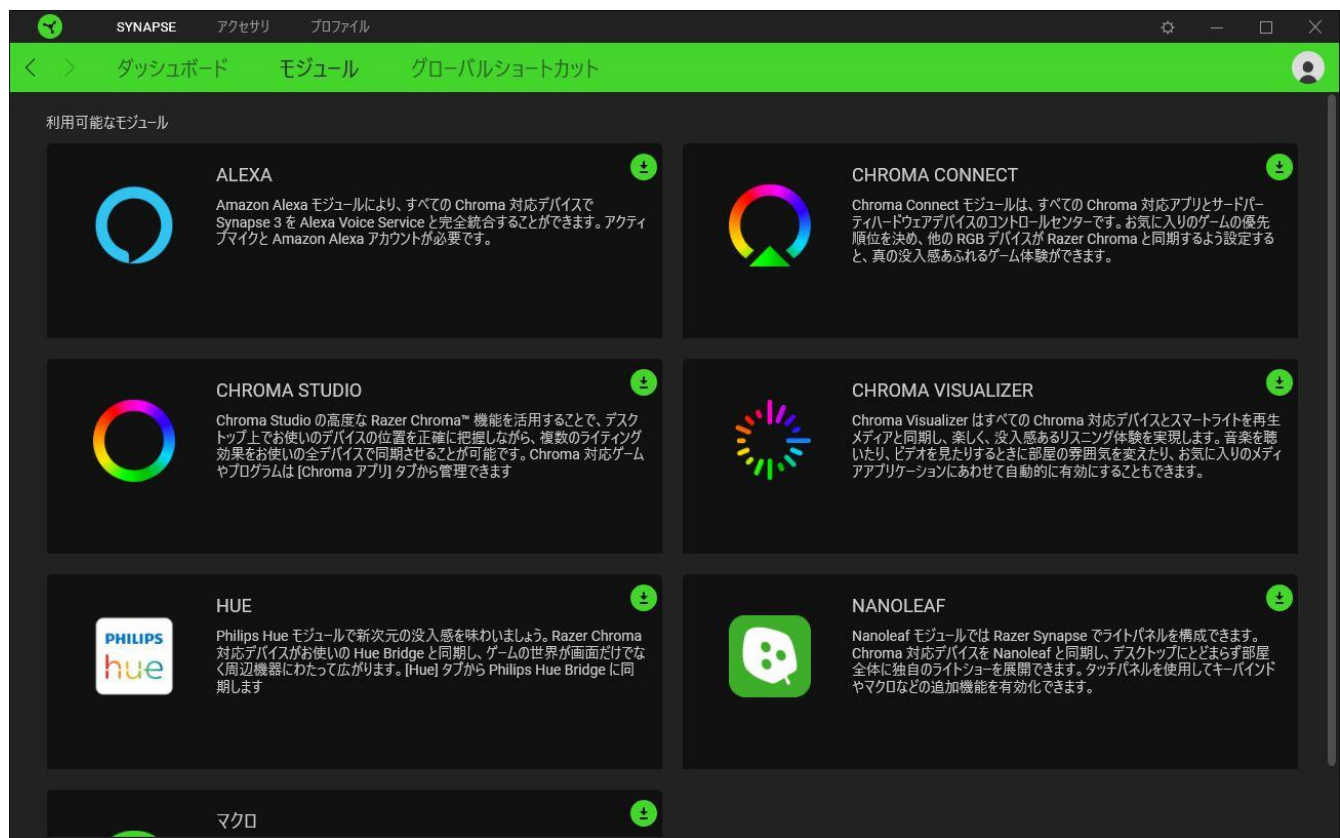 SYNAPSE アクセサリ プロファイル
ダッシュボード モジュール グローバルショートカット
利用可能なモジュール
ALEXA
Amazon Alexa モジュールにより、すべての Chroma 対応デバイスで
Synapse 3 を Alexa Voice Service と完全統合することができます。アクティ
ブマイクと Amazon Alexa アカウントが必要です。
CHROMA CONNECT
Chroma Connect モジュールは、すべての Chroma 対応アプリとサードパー
ティハードウェアデバイスのコントロールセンターです。お気に入りのゲームの優先
順位を決め、他の RGB デバイスが Razer Chroma と同期するよう設定する
と、真の没入感あふれるゲーム体験ができます。
CHROMA STUDIO
Chroma Studio の高度な Razer Chroma™ 機能を活用することで、デスク
トップ上でお使いのデバイスの位置を正確に把握しながら、複数のライティング
効果をお使いの全デバイスで同期させることが可能です。Chroma 対応ゲーム
やプログラムは [Chroma アプリ] タブから管理できます
CHROMA VISUALIZER
Chroma Visualizer はすべての Chroma 対応デバイスとスマートライトを再生
メディアと同期し、楽しく、没入感あるリスニング体験を実現します。音楽を聴
いたり、ビデオを見たりするときに部屋の雰囲気を変えたり、お気に入りのメディ
アアプリケーションにあわせて自動的に有効にすることもできます。
PHILIPS
hue
HUE
Philips Hue モジュールで新次元の没入感を味わいましょう。Razer Chroma
対応デバイスがお使いの Hue Bridge と同期し、ゲームの世界が画面だけでな
く周辺機器にわたって広がります。[Hue] タブから Philips Hue Bridge に同
期します
NANOLEAF
Nanoleaf モジュールでは Razer Synapse でライトパネルを構成できます。
Chroma 対応デバイスを Nanoleaf と同期し、デスクトップにとどまらず部屋
全体に独自のライトショーを展開できます。タッチパネルを使用してキーバインド
やマクロなどの追加機能を有効化できます。
マクロ